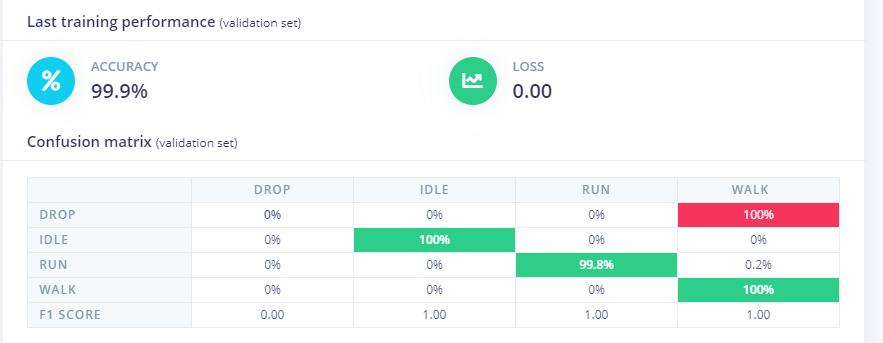 Last training performance (validation set)
% ACCURACY LOSS
99.9% 0.00
Confusion matrix (validation set)
DROP IDLE RUN WALK
DROP 0% 0% 0% 100%
IDLE 0% 100% 0% 0%
RUN 0% 0% 99.8% 0.2%
WALK 0% 0% 0% 100%
F1 SCORE 0.00 1.00 1.00 1.00